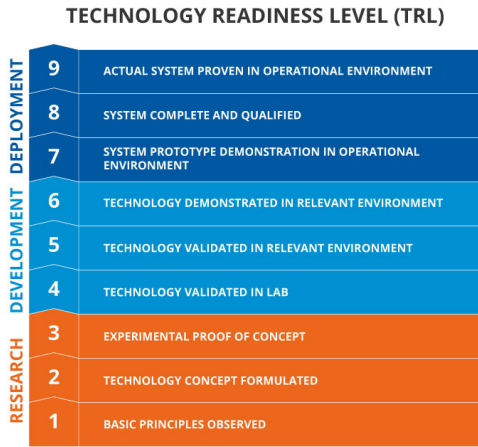 TECHNOLOGY READINESS LEVEL (TRL)
DEPLOYMENT
9 ACTUAL SYSTEM PROVEN IN OPERATIONAL ENVIRONMENT
8 SYSTEM COMPLETE AND QUALIFIED
7 SYSTEM PROTOTYPE DEMONSTRATION IN OPERATIONAL
ENVIRONMENT
DEVELOPMENT
6 TECHNOLOGY DEMONSTRATED IN RELEVANT ENVIRONMENT
5 TECHNOLOGY VALIDATED IN RELEVANT ENVIRONMENT
4 TECHNOLOGY VALIDATED IN LAB
RESEARCH
3 EXPERIMENTAL PROOF OF CONCEPT
2 TECHNOLOGY CONCEPT FORMULATED
1 BASIC PRINCIPLES OBSERVED